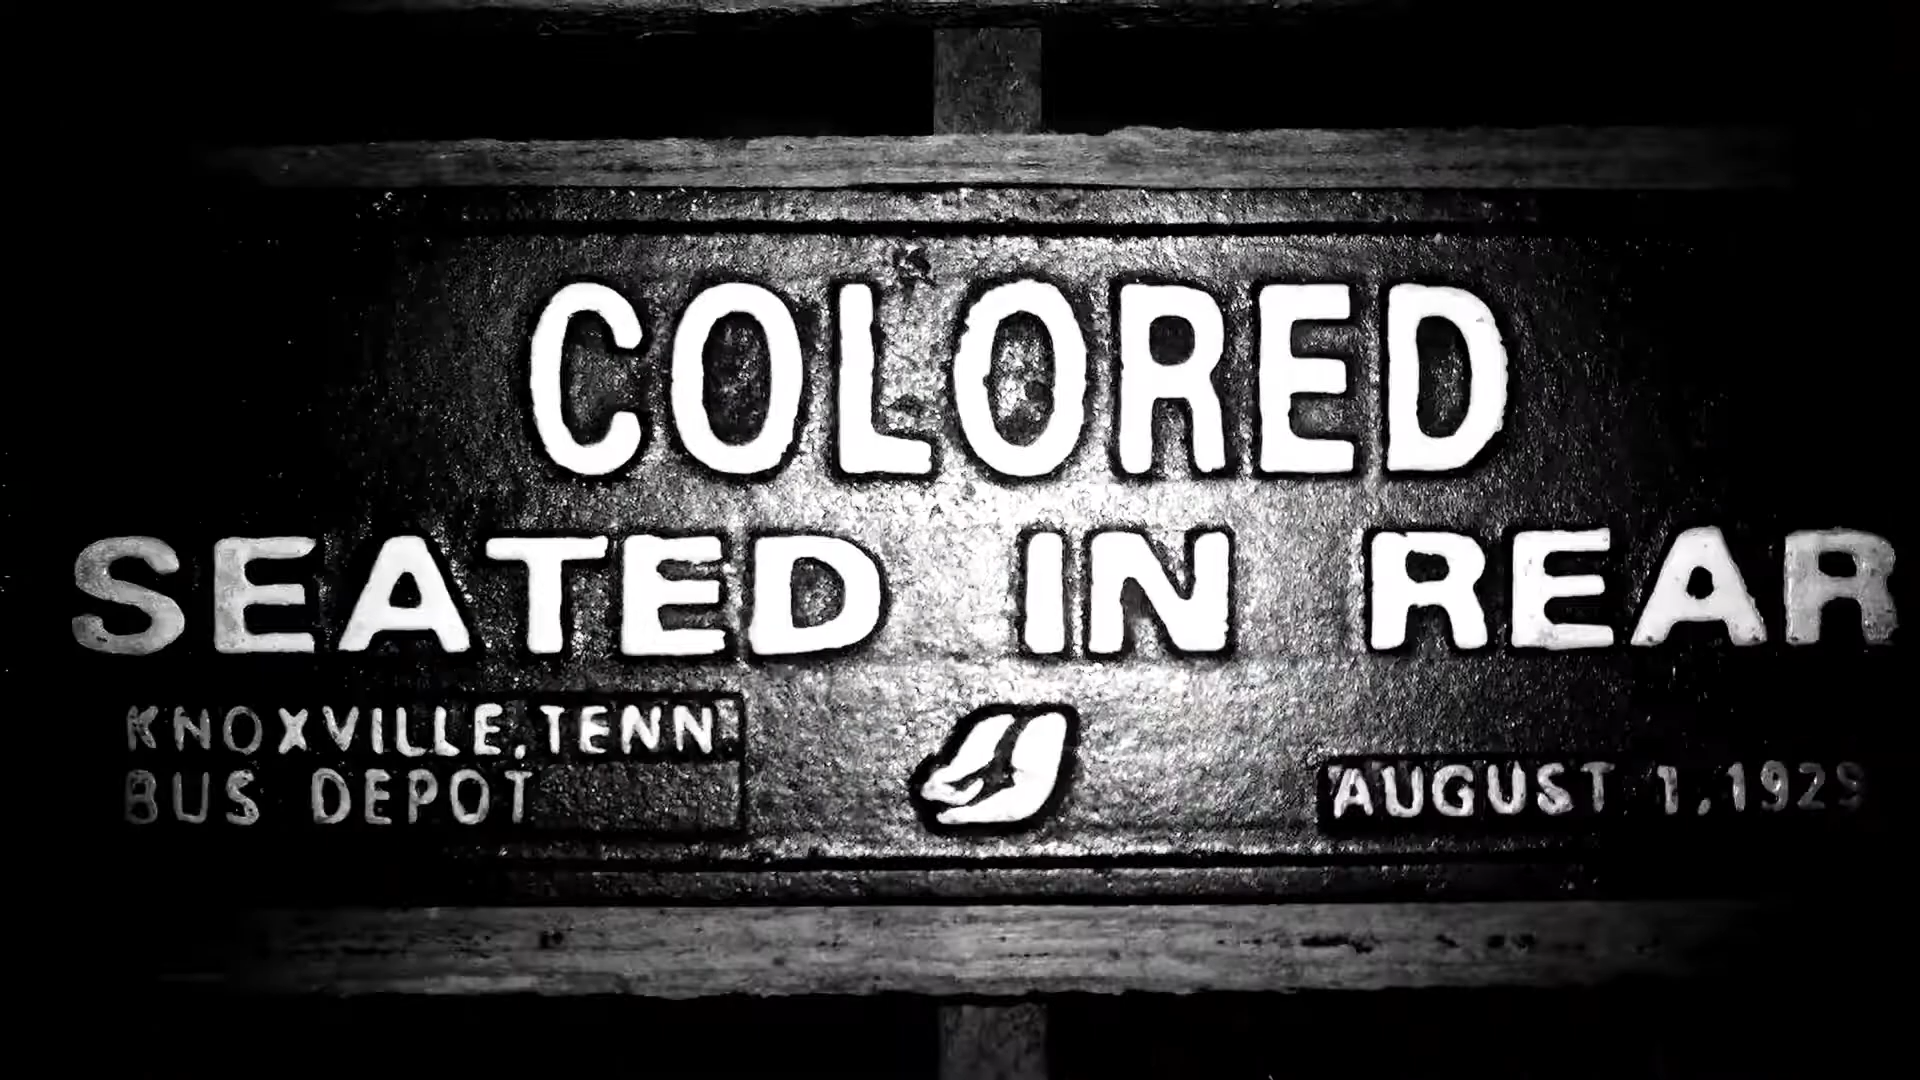 COLORED
SEATED IN REAR
KNOXVILLE, TENN
BUS DEPOT
AUGUST 1, 1929